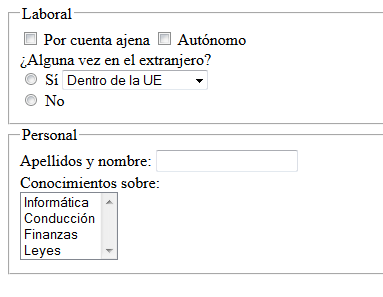 Laboral
Por cuenta ajena Autónomo
¿Alguna vez en el extranjero?
Sí Dentro de la UE
No
Personal
Apellidos y nombre:
Conocimientos sobre:
Informática
Conducción
Finanzas
Leyes